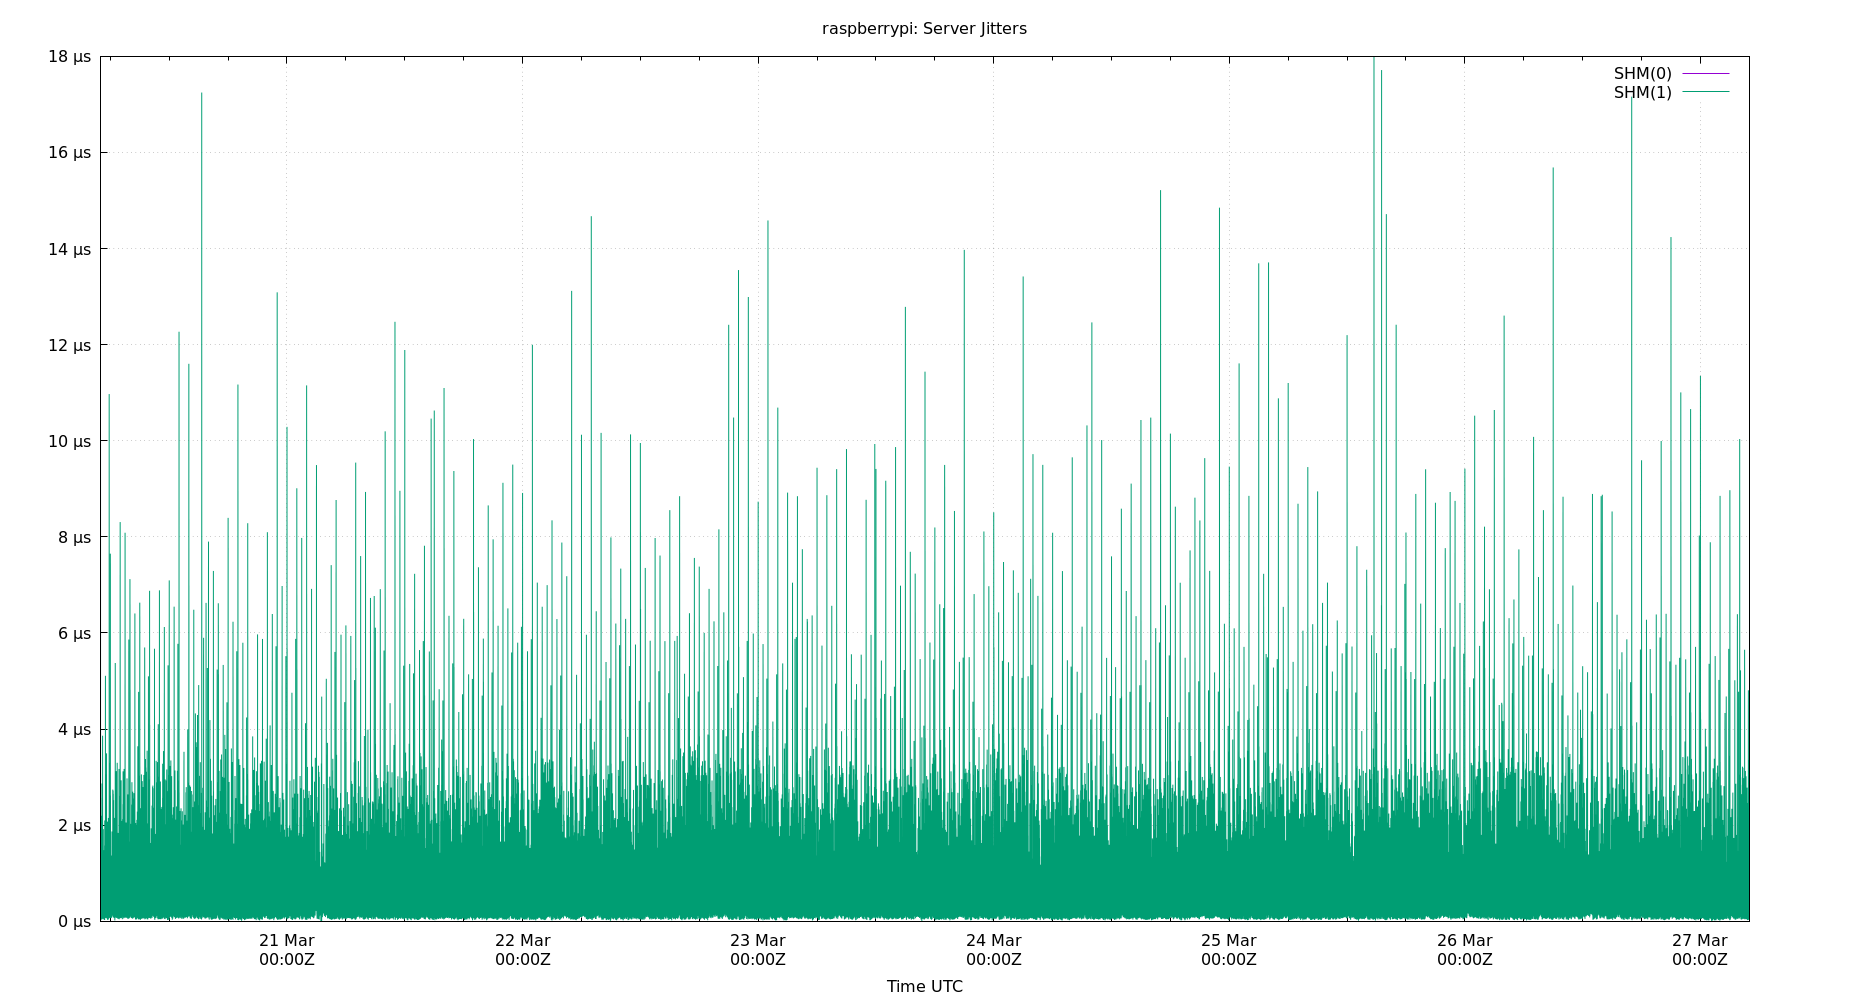 raspberrypi: Server Jitters
18 μs
16 μs
14 μs
12 μs
10 μs
8 μs
6 μs
4 μs
2 μs
0 μs
SHM(0)
SHM(1)
21 Mar 22 Mar 23 Mar 24 Mar 25 Mar 26 Mar 27 Mar
00:00Z 00:00Z 00:00Z 00:00Z 00:00Z 00:00Z 00:00Z
Time UTC